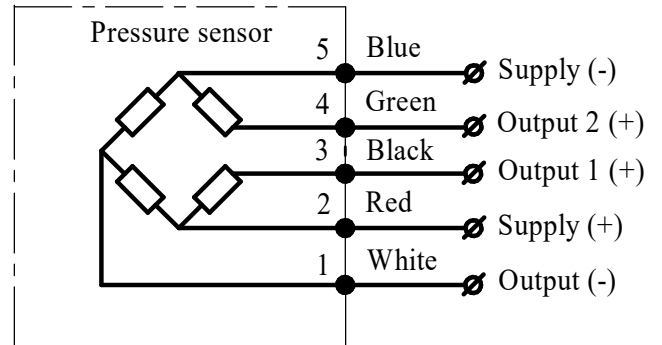 Pressure sensor
5 Blue Supply (-)
4 Green Output 2 (+)
3 Black Output 1 (+)
2 Red Supply (+)
1 White Output (-)